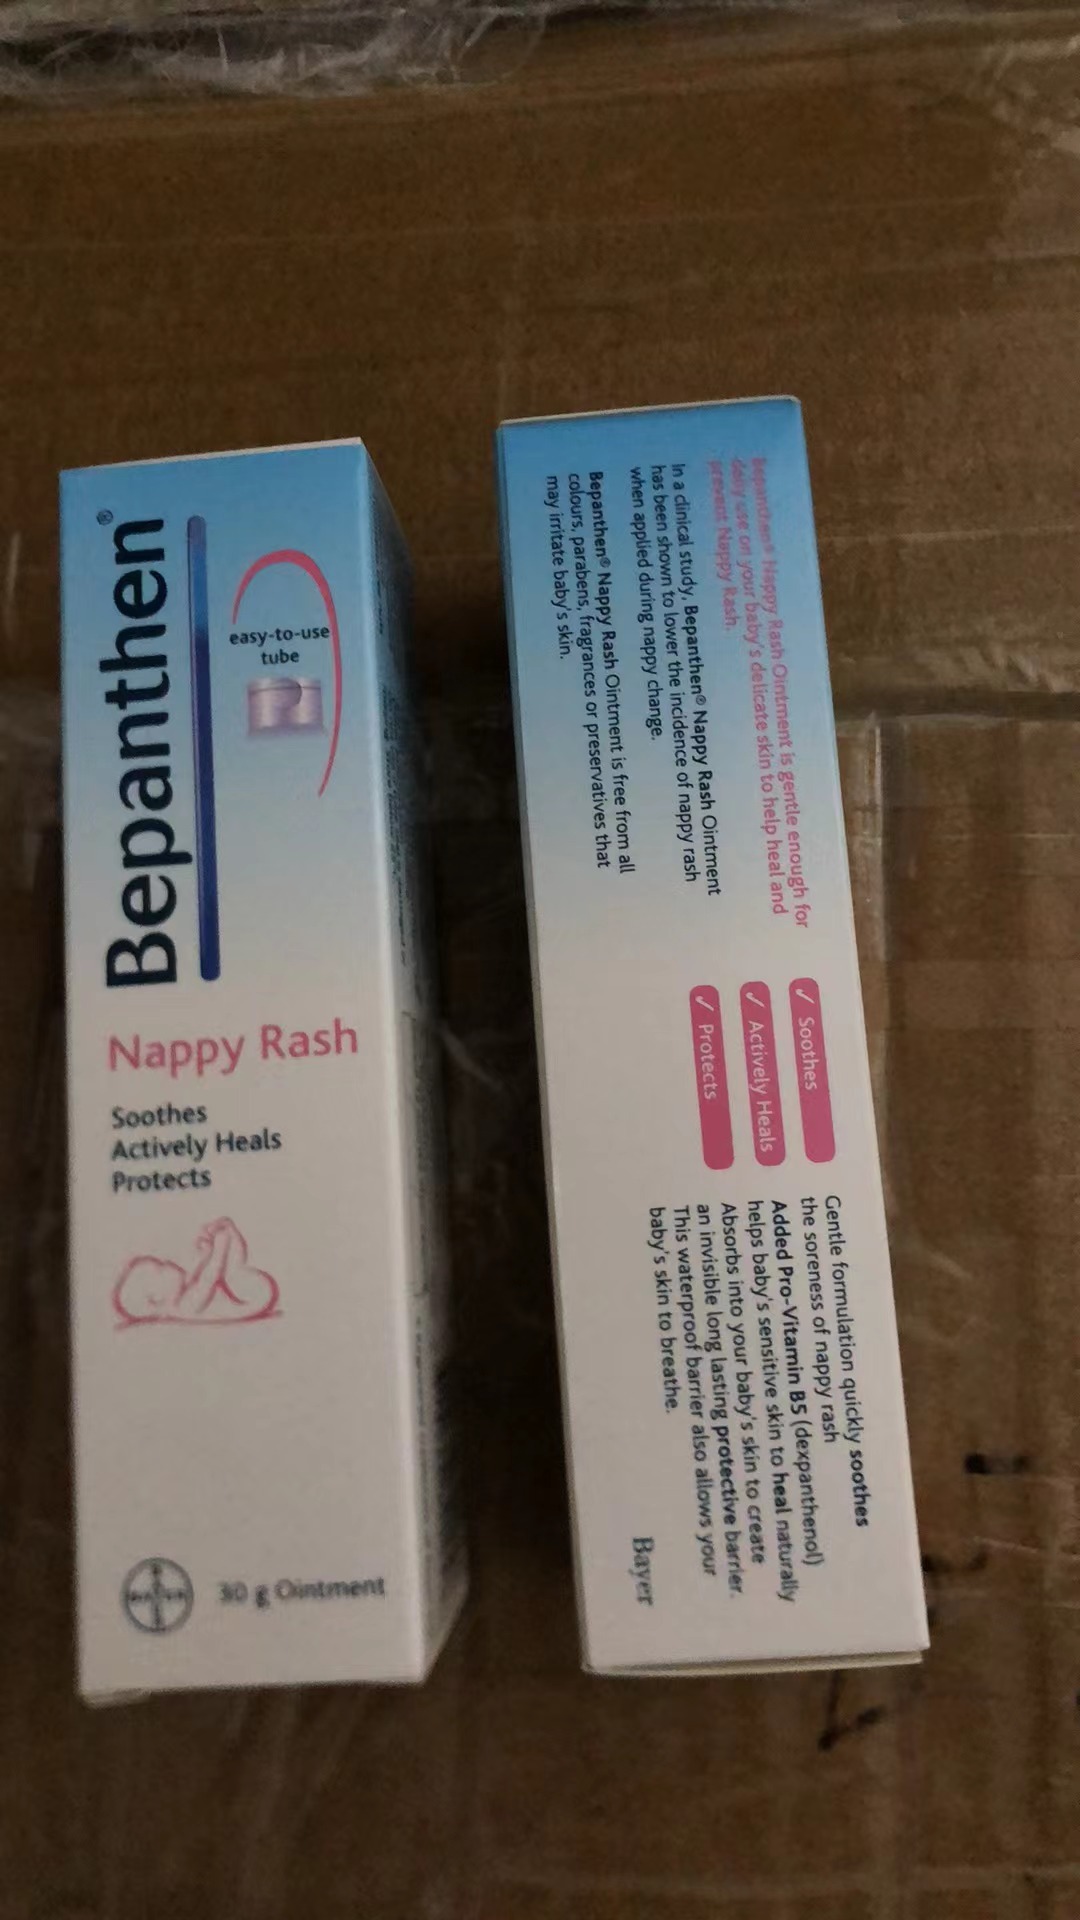 Bepanthen®
easy-to-use
tube
Nappy Rash
Soothes
Actively Heals
Protects
30 g Ointment
Bepanthen® Nappy Rash Ointment is gentle enough for
daily use on your baby's delicate skin to help heal and
prevent Nappy Rash.
In a clinical study, Bepanthen® Nappy Rash Ointment
has been shown to lower the incidence of nappy rash
when applied during nappy change.
Bepanthen® Nappy Rash Ointment is free from all
colours, parabens, fragrances or preservatives that
may irritate baby's skin.
✓ Soothes
✓ Actively Heals
✓ Protects
Gentle formulation quickly soothes
the soreness of nappy rash
Added Pro-Vitamin B5 (dexpanthenol)
helps baby's sensitive skin to heal naturally
Absorbs into your baby's skin to create
an invisible long lasting protective barrier.
This waterproof barrier also allows your
baby's skin to breathe.
Bayer